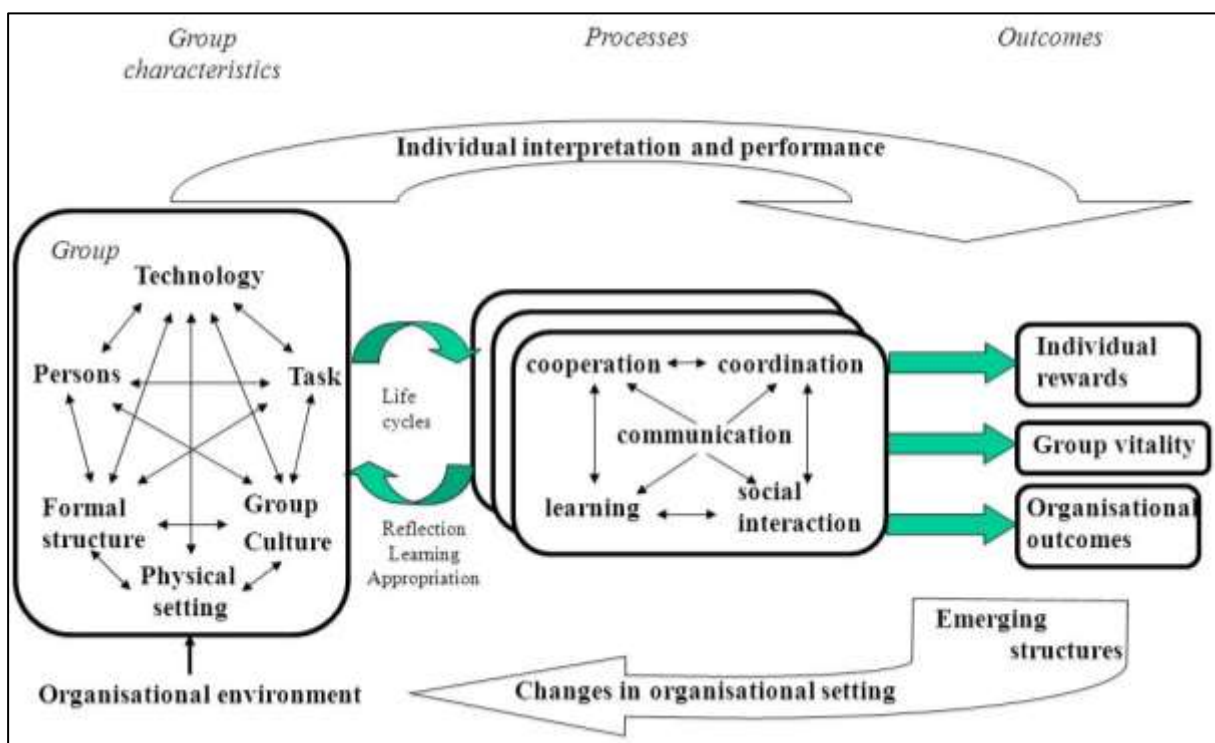 Group
characteristics
Processes
Outcomes
Individual interpretation and performance
Group
Technology
Persons
Task
Formal
structure
Group
Culture
Physical
setting
Organisational environment
Life
cycles
Reflection
Learning
Appropriation
cooperation
coordination
communication
learning
social
interaction
Individual
rewards
Group vitality
Organisational
outcomes
Emerging
structures
Changes in organisational setting